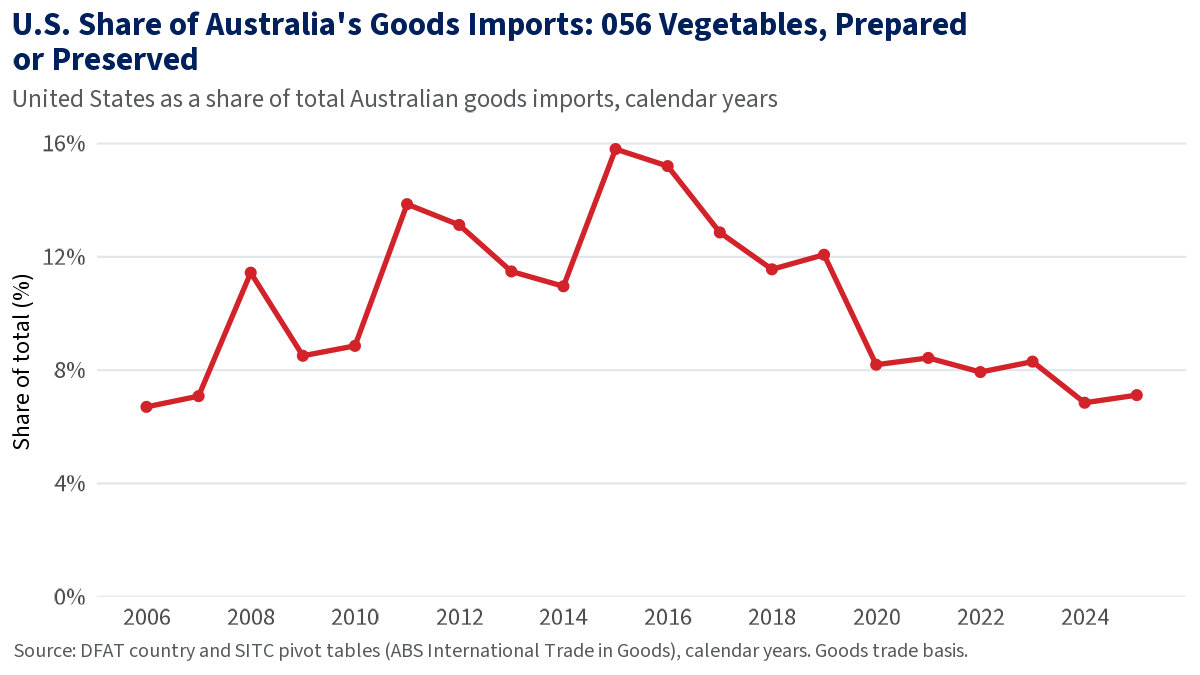 U.S. Share of Australia's Goods Imports: 056 Vegetables, Prepared
or Preserved
United States as a share of total Australian goods imports, calendar years
Share of total (%)
16%
12%
8%
4%
0%
2006 2008 2010 2012 2014 2016 2018 2020 2022 2024
Source: DFAT country and SITC pivot tables (ABS International Trade in Goods), calendar years. Goods trade basis.